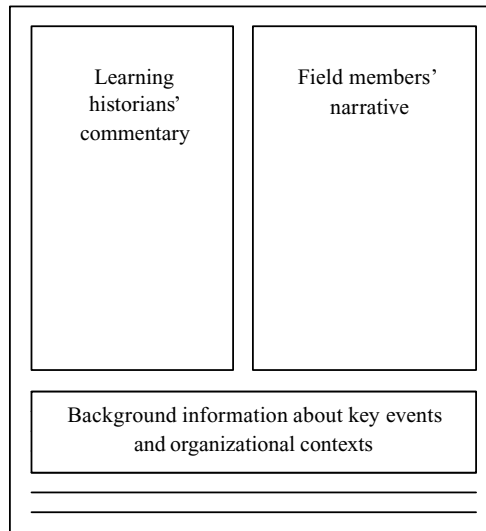 Learning
historians’
commentary
Field members’
narrative
Background information about key events
and organizational contexts